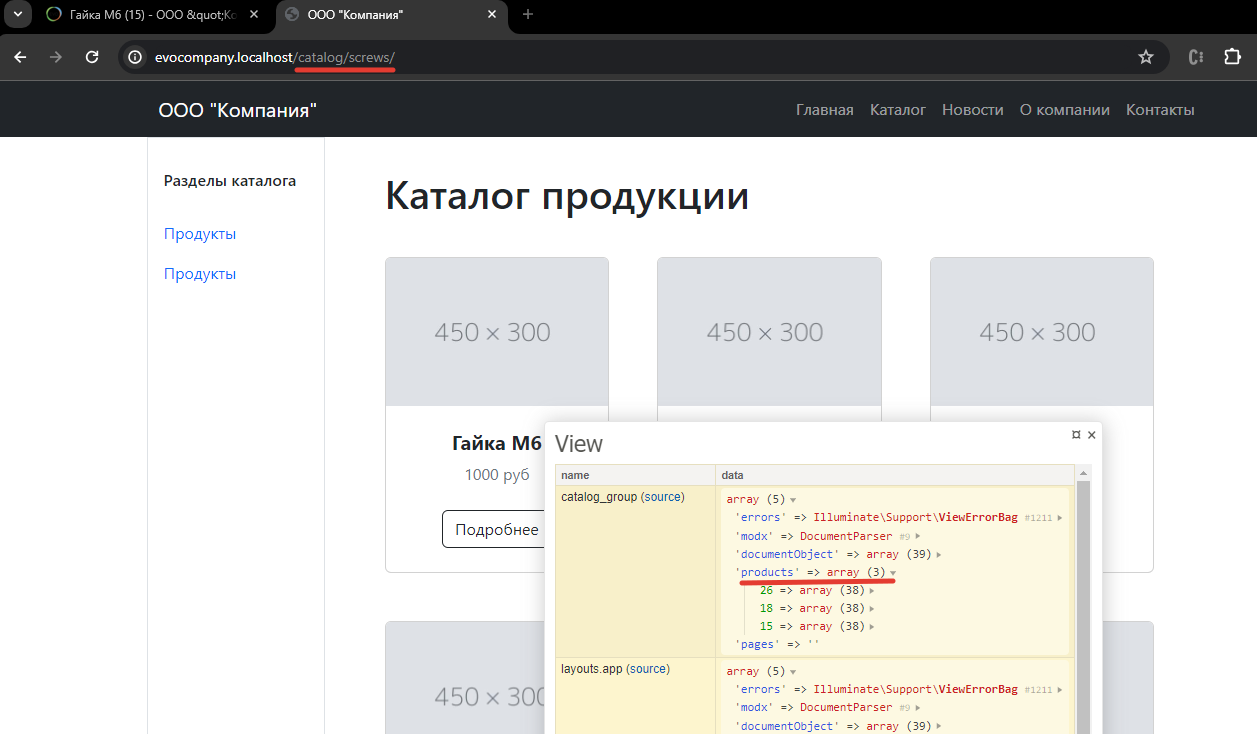 Гайка М6 (15) - ООО &quot;Ко
ООО "Компания"
evocompany.localhost/catalog/screws/
ООО "Компания"
Главная Каталог Новости О компании Контакты
Разделы каталога
Продукты
Продукты
Каталог продукции
450 × 300
450 × 300
450 × 300
Гайка М6
1000 руб
Подробнее
450 × 300
View
name data
catalog_group (source)
array (5)
'errors' => Illuminate\Support\ViewErrorBag #1211
'modx' => DocumentParser #9
'documentObject' => array (39)
'products' => array (3)
26 => array (38)
18 => array (38)
15 => array (38)
'pages' => ''
layouts.app (source)
array (5)
'errors' => Illuminate\Support\ViewErrorBag #1211
'modx' => DocumentParser #9
'documentObject' => array (39)